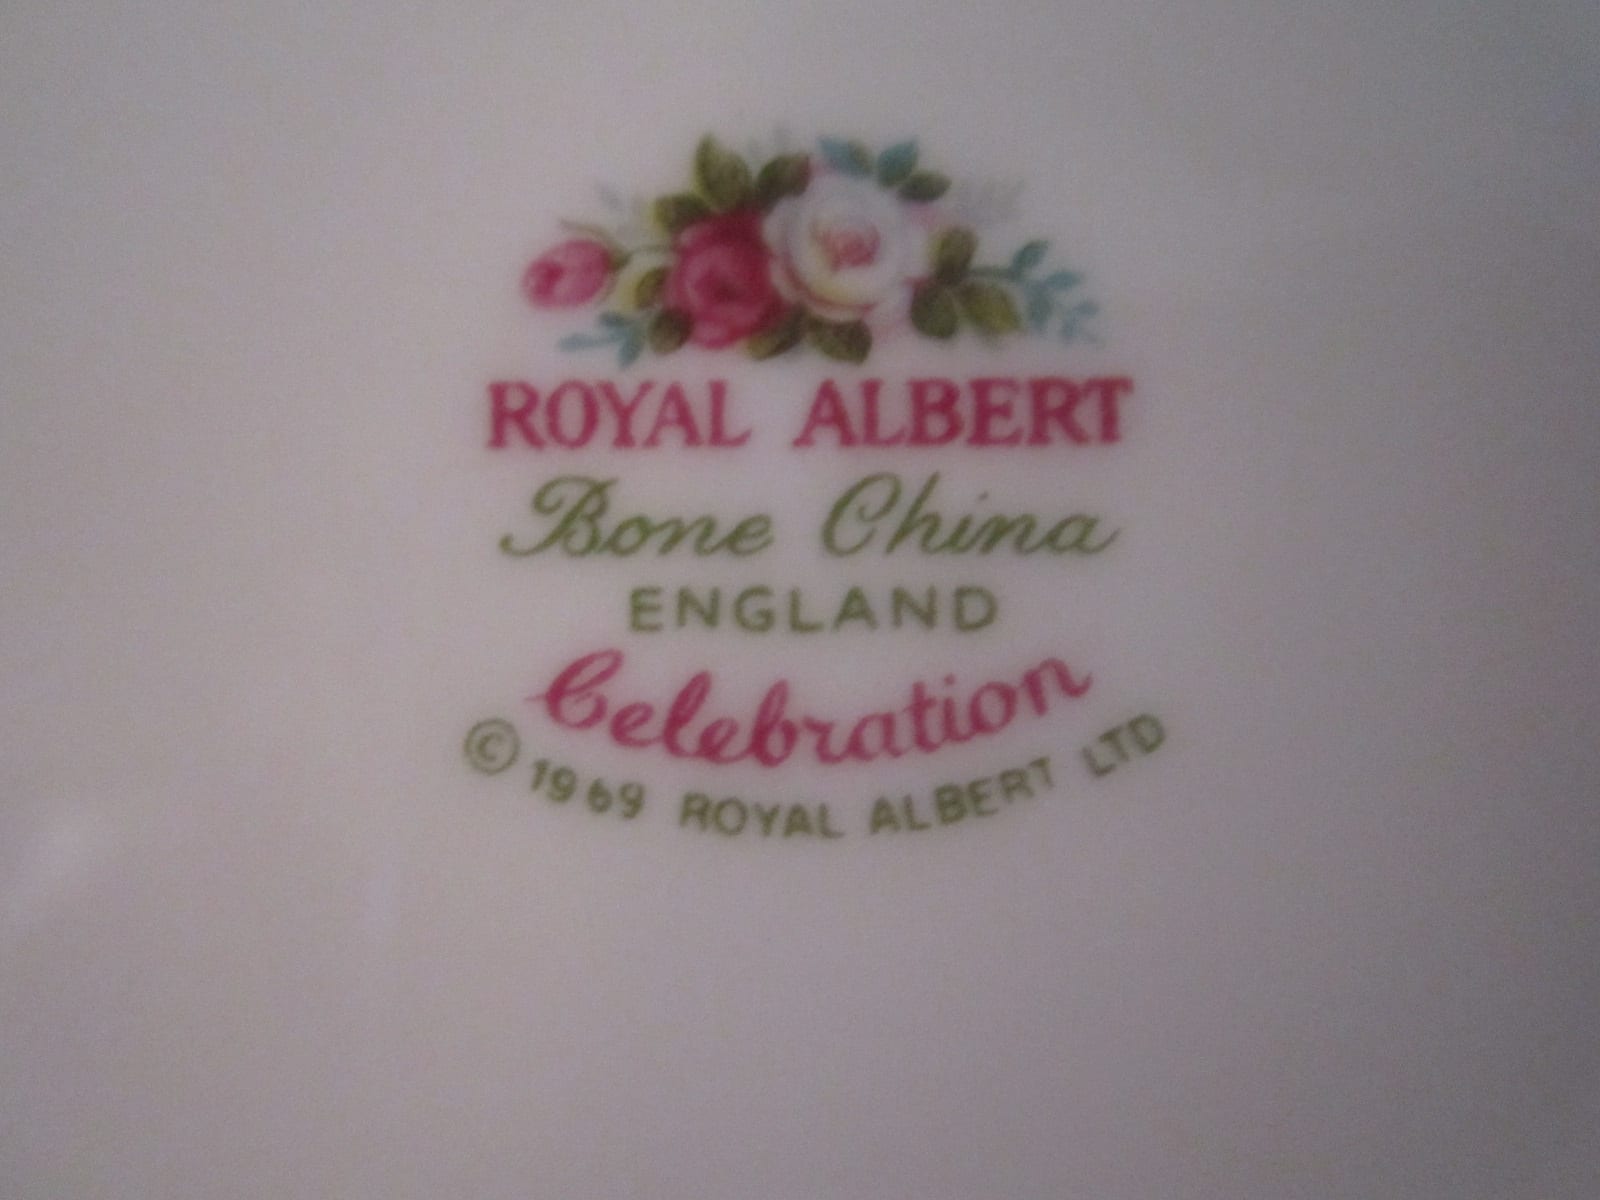 ROYAL ALBERT
Bone China
ENGLAND
Celebration
© 1969 ROYAL ALBERT LTD